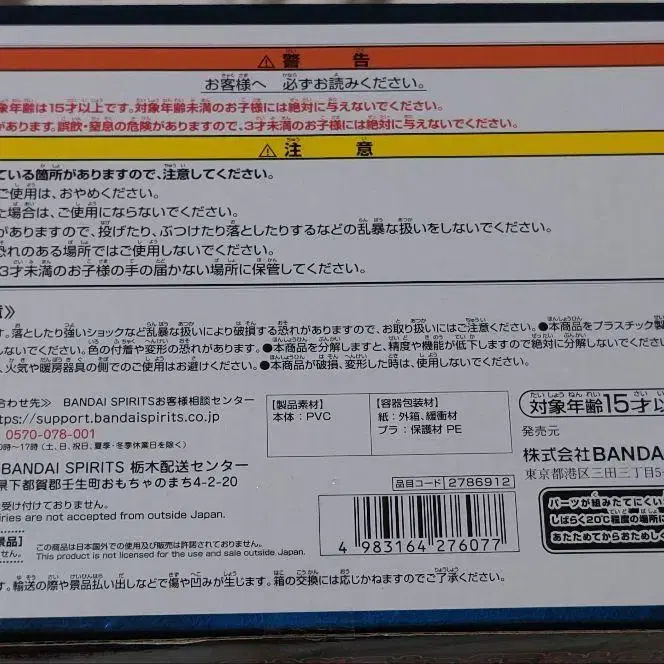 ⚠警告
お客様へ 必ずお読みください。
象年齢は15才以上です。対象年齢未満のお子様には絶対に与えないでください。
があります。誤飲・窒息の危険がありますので、3才未満のお子様には絶対に与えないでください。
⚠注意
ている箇所がありますので、注意してください。
ご使用は、おやめください。
た場合は、ご使用にならないでください。
がありますので、投げたり、ぶつけたり落としたりするなどの乱暴な扱いをしないでください。
恐れのある場所ではご使用しないでください。
3才未満のお子様の手の届かない場所に保管してください。
意》
す。落としたり強いショックなど乱暴な扱いにより破損する恐れがありますので、お取り扱いにはご注意ください。●本商品をプラスチック製
しないでください。色の付着や変形の恐れがあります。●本商品を分解しますと、精度や機能が低下しますので絶対に分解しないでください。
、火気や暖房器具の側でのご使用はお避けください。●本商品が破損、変形した時は、使用しないでください。
合わせ先≫ BANDAI SPIRITSお客様相談センター
ttps://support.bandaispirits.co.jp
0570-078-001
0時〜17時(土、日、祝日、夏季・冬季休業日を除く)
BANDAI SPIRITS 栃木配送センター
県下都賀郡壬生町おもちゃのまち4-2-20
受け付けておりません。
iries are not accepted from outside Japan.
【製品素材】
本体:PVC
【容器包装材】
紙:外箱、緩衝材
プラ:保護材 PE
品目コード 2786912
4 983164 276077
対象年齢15才以
発売元
株式会社BANDA
東京都港区三田三丁目5
パーツが組みたてにくい
しばらく20℃程度の場所
あたためてからおためし
景品】
ません。
この商品は日本国外での使用及び販売は許諾されておりません。
This product is not licensed for the use and sale outside Japan.
す。輸送の際や景品払い出しなどで傷や凹みが生じます。箱の交換には応じかねますのでご了承ください。